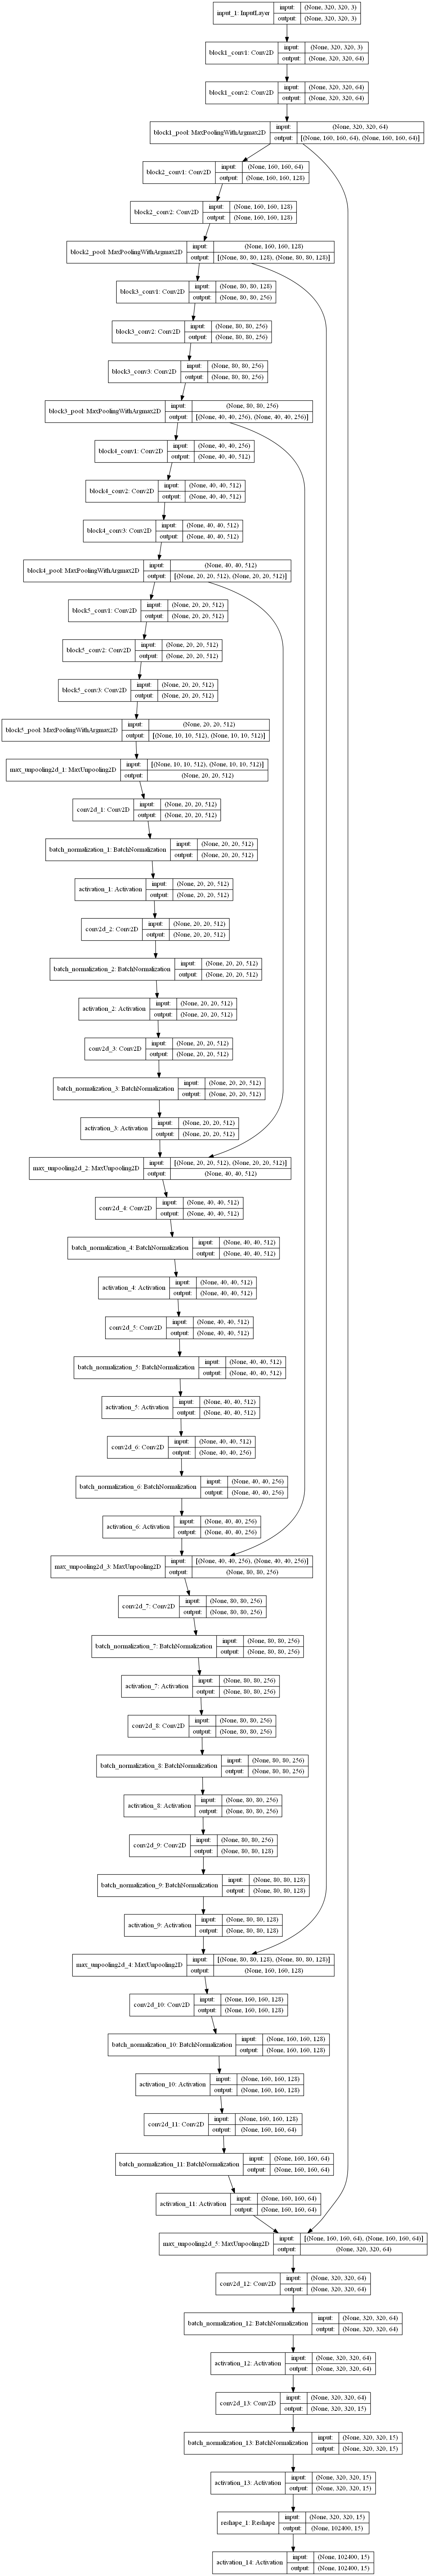 input_1: InputLayer
input: (None, 320, 320, 3)
output: (None, 320, 320, 3)
block1_conv1: Conv2D
input: (None, 320, 320, 3)
output: (None, 320, 320, 64)
block1_conv2: Conv2D
input: (None, 320, 320, 64)
output: (None, 320, 320, 64)
block1_pool: MaxPoolingWithArgmax2D
input: (None, 320, 320, 64)
output: [(None, 160, 160, 64), (None, 160, 160, 64)]
block2_conv1: Conv2D
input: (None, 160, 160, 64)
output: (None, 160, 160, 128)
block2_conv2: Conv2D
input: (None, 160, 160, 128)
output: (None, 160, 160, 128)
block2_pool: MaxPoolingWithArgmax2D
input: (None, 160, 160, 128)
output: [(None, 80, 80, 128), (None, 80, 80, 128)]
block3_conv1: Conv2D
input: (None, 80, 80, 128)
output: (None, 80, 80, 256)
block3_conv2: Conv2D
input: (None, 80, 80, 256)
output: (None, 80, 80, 256)
block3_conv3: Conv2D
input: (None, 80, 80, 256)
output: (None, 80, 80, 256)
block3_pool: MaxPoolingWithArgmax2D
input: (None, 80, 80, 256)
output: [(None, 40, 40, 256), (None, 40, 40, 256)]
block4_conv1: Conv2D
input: (None, 40, 40, 256)
output: (None, 40, 40, 512)
block4_conv2: Conv2D
input: (None, 40, 40, 512)
output: (None, 40, 40, 512)
block4_conv3: Conv2D
input: (None, 40, 40, 512)
output: (None, 40, 40, 512)
block4_pool: MaxPoolingWithArgmax2D
input: (None, 40, 40, 512)
output: [(None, 20, 20, 512), (None, 20, 20, 512)]
block5_conv1: Conv2D
input: (None, 20, 20, 512)
output: (None, 20, 20, 512)
block5_conv2: Conv2D
input: (None, 20, 20, 512)
output: (None, 20, 20, 512)
block5_conv3: Conv2D
input: (None, 20, 20, 512)
output: (None, 20, 20, 512)
block5_pool: MaxPoolingWithArgmax2D
input: (None, 20, 20, 512)
output: [(None, 10, 10, 512), (None, 10, 10, 512)]
max_unpooling2d_1: MaxUnpooling2D
input: [(None, 10, 10, 512), (None, 10, 10, 512)]
output: (None, 20, 20, 512)
conv2d_1: Conv2D
input: (None, 20, 20, 512)
output: (None, 20, 20, 512)
batch_normalization_1: BatchNormalization
input: (None, 20, 20, 512)
output: (None, 20, 20, 512)
activation_1: Activation
input: (None, 20, 20, 512)
output: (None, 20, 20, 512)
conv2d_2: Conv2D
input: (None, 20, 20, 512)
output: (None, 20, 20, 512)
batch_normalization_2: BatchNormalization
input: (None, 20, 20, 512)
output: (None, 20, 20, 512)
activation_2: Activation
input: (None, 20, 20, 512)
output: (None, 20, 20, 512)
conv2d_3: Conv2D
input: (None, 20, 20, 512)
output: (None, 20, 20, 512)
batch_normalization_3: BatchNormalization
input: (None, 20, 20, 512)
output: (None, 20, 20, 512)
activation_3: Activation
input: (None, 20, 20, 512)
output: (None, 20, 20, 512)
max_unpooling2d_2: MaxUnpooling2D
input: [(None, 20, 20, 512), (None, 20, 20, 512)]
output: (None, 40, 40, 512)
conv2d_4: Conv2D
input: (None, 40, 40, 512)
output: (None, 40, 40, 512)
batch_normalization_4: BatchNormalization
input: (None, 40, 40, 512)
output: (None, 40, 40, 512)
activation_4: Activation
input: (None, 40, 40, 512)
output: (None, 40, 40, 512)
conv2d_5: Conv2D
input: (None, 40, 40, 512)
output: (None, 40, 40, 512)
batch_normalization_5: BatchNormalization
input: (None, 40, 40, 512)
output: (None, 40, 40, 512)
activation_5: Activation
input: (None, 40, 40, 512)
output: (None, 40, 40, 512)
conv2d_6: Conv2D
input: (None, 40, 40, 512)
output: (None, 40, 40, 256)
batch_normalization_6: BatchNormalization
input: (None, 40, 40, 256)
output: (None, 40, 40, 256)
activation_6: Activation
input: (None, 40, 40, 256)
output: (None, 40, 40, 256)
max_unpooling2d_3: MaxUnpooling2D
input: [(None, 40, 40, 256), (None, 40, 40, 256)]
output: (None, 80, 80, 256)
conv2d_7: Conv2D
input: (None, 80, 80, 256)
output: (None, 80, 80, 256)
batch_normalization_7: BatchNormalization
input: (None, 80, 80, 256)
output: (None, 80, 80, 256)
activation_7: Activation
input: (None, 80, 80, 256)
output: (None, 80, 80, 256)
conv2d_8: Conv2D
input: (None, 80, 80, 256)
output: (None, 80, 80, 256)
batch_normalization_8: BatchNormalization
input: (None, 80, 80, 256)
output: (None, 80, 80, 256)
activation_8: Activation
input: (None, 80, 80, 256)
output: (None, 80, 80, 256)
conv2d_9: Conv2D
input: (None, 80, 80, 256)
output: (None, 80, 80, 128)
batch_normalization_9: BatchNormalization
input: (None, 80, 80, 128)
output: (None, 80, 80, 128)
activation_9: Activation
input: (None, 80, 80, 128)
output: (None, 80, 80, 128)
max_unpooling2d_4: MaxUnpooling2D
input: [(None, 80, 80, 128), (None, 80, 80, 128)]
output: (None, 160, 160, 128)
conv2d_10: Conv2D
input: (None, 160, 160, 128)
output: (None, 160, 160, 128)
batch_normalization_10: BatchNormalization
input: (None, 160, 160, 128)
output: (None, 160, 160, 128)
activation_10: Activation
input: (None, 160, 160, 128)
output: (None, 160, 160, 128)
conv2d_11: Conv2D
input: (None, 160, 160, 128)
output: (None, 160, 160, 64)
batch_normalization_11: BatchNormalization
input: (None, 160, 160, 64)
output: (None, 160, 160, 64)
activation_11: Activation
input: (None, 160, 160, 64)
output: (None, 160, 160, 64)
max_unpooling2d_5: MaxUnpooling2D
input: [(None, 160, 160, 64), (None, 160, 160, 64)]
output: (None, 320, 320, 64)
conv2d_12: Conv2D
input: (None, 320, 320, 64)
output: (None, 320, 320, 64)
batch_normalization_12: BatchNormalization
input: (None, 320, 320, 64)
output: (None, 320, 320, 64)
activation_12: Activation
input: (None, 320, 320, 64)
output: (None, 320, 320, 64)
conv2d_13: Conv2D
input: (None, 320, 320, 64)
output: (None, 320, 320, 15)
batch_normalization_13: BatchNormalization
input: (None, 320, 320, 15)
output: (None, 320, 320, 15)
activation_13: Activation
input: (None, 320, 320, 15)
output: (None, 320, 320, 15)
reshape_1: Reshape
input: (None, 320, 320, 15)
output: (None, 102400, 15)
activation_14: Activation
input: (None, 102400, 15)
output: (None, 102400, 15)